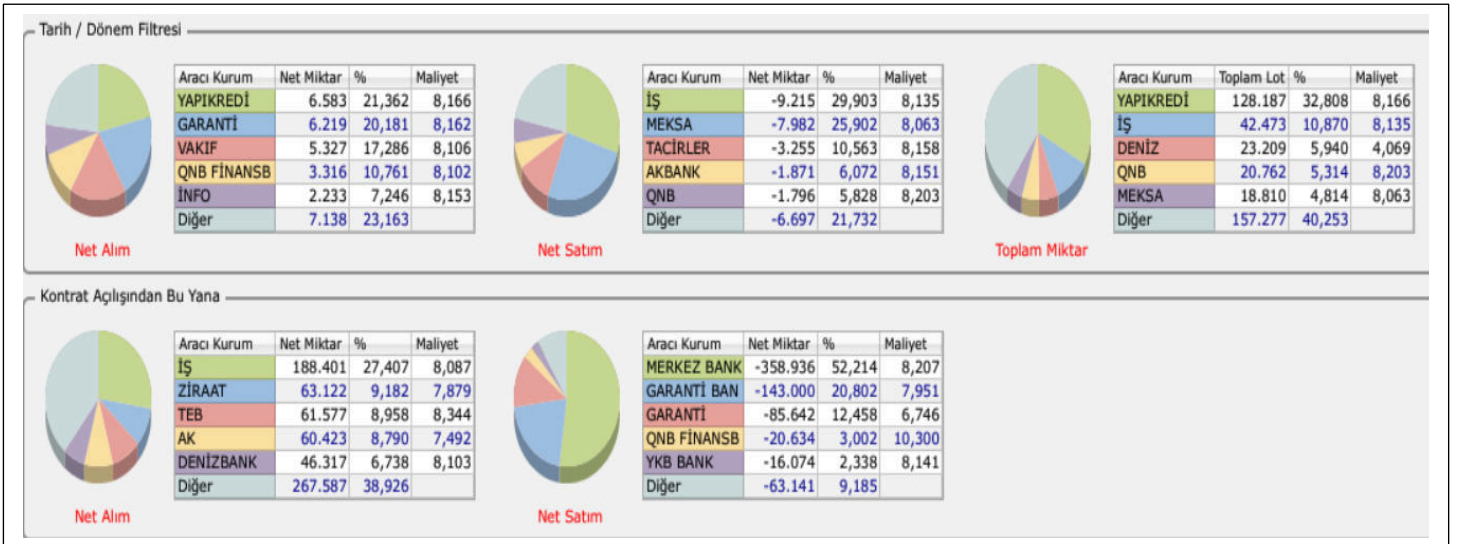 Tarih / Dönem Filtresi
Aracı Kurum Net Miktar % Maliyet
YAPIKREDİ 6.583 21,362 8,166
GARANTİ 6.219 20,181 8,162
VAKIF 5.327 17,286 8,106
QNB FİNANSB 3.316 10,761 8,102
İNFO 2.233 7,246 8,153
Diğer 7.138 23,163
Net Alım
Aracı Kurum Net Miktar % Maliyet
İŞ -9.215 29,903 8,135
MEKSA -7.982 25,902 8,063
TACİRLER -3.255 10,563 8,158
AKBANK -1.871 6,072 8,151
QNB -1.796 5,828 8,203
Diğer -6.697 21,732
Net Satım
Aracı Kurum Toplam Lot % Maliyet
YAPIKREDİ 128.187 32,808 8,166
İŞ 42.473 10,870 8,135
DENİZ 23.209 5,940 4,069
QNB 20.762 5,314 8,203
MEKSA 18.810 4,814 8,063
Diğer 157.277 40,253
Toplam Miktar
Kontrat Açılışından Bu Yana
Aracı Kurum Net Miktar % Maliyet
İŞ 188.401 27,407 8,087
ZİRAAT 63.122 9,182 7,879
TEB 61.577 8,958 8,344
AK 60.423 8,790 7,492
DENİZBANK 46.317 6,738 8,103
Diğer 267.587 38,926
Net Alım
Aracı Kurum Net Miktar % Maliyet
MERKEZ BANK -358.936 52,214 8,207
GARANTİ BAN -143.000 20,802 7,951
GARANTİ -85.642 12,458 6,746
QNB FİNANSB -20.634 3,002 10,300
YKB BANK -16.074 2,338 8,141
Diğer -63.141 9,185
Net Satım